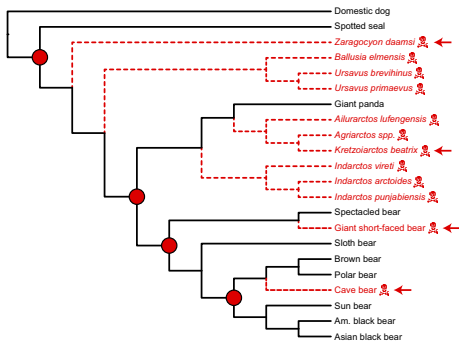 Domestic dog
Spotted seal
Zaragocyon daamsi
Ballusia elmensis
Ursavus brevihinus
Ursavus primaevus
Giant panda
Ailurarctos lufengensis
Agriarctos spp.
Kretzoiarctos beatrix
Indarctos vireti
Indarctos arctoides
Indarctos punjabiensis
Spectacled bear
Giant short-faced bear
Sloth bear
Brown bear
Polar bear
Cave bear
Sun bear
Am. black bear
Asian black bear